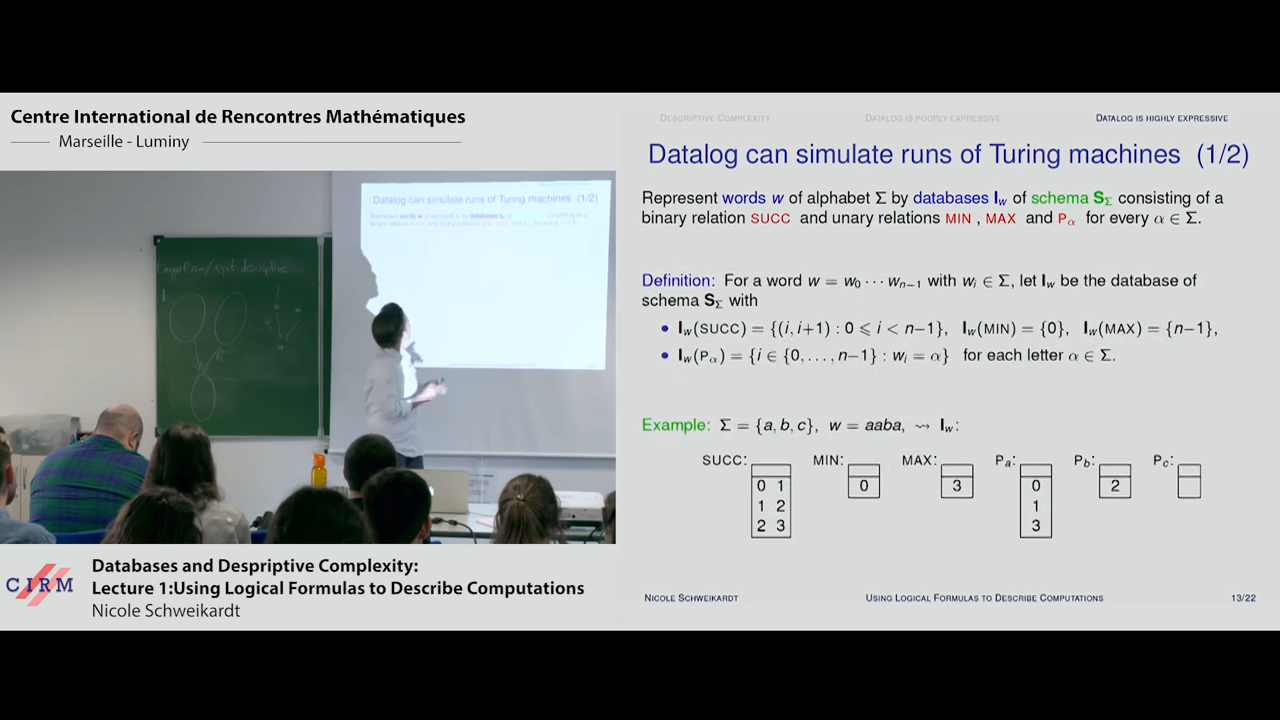 Centre International de Rencontres Mathématiques
Marseille - Luminy
Datalog can simulate runs of Turing machines (1/2)
CIRM
Databases and Despriptive Complexity:
Lecture 1:Using Logical Formulas to Describe Computations
Nicole Schweikardt
DESCRIPTIVE COMPLEXITY DATALOG IS POORLY EXPRESSIVE DATALOG IS HIGHLY EXPRESSIVE
Datalog can simulate runs of Turing machines (1/2)
Represent words w of alphabet Σ by databases I_w of schema S_Σ consisting of a
binary relation SUCC and unary relations MIN , MAX and P_α for every α ∈ Σ.
Definition: For a word w = w₀ ··· wₙ₋₁ with wᵢ ∈ Σ, let I_w be the database of
schema S_Σ with
• I_w(SUCC) = {(i, i+1) : 0 ⩽ i < n−1}, I_w(MIN) = {0}, I_w(MAX) = {n−1},
• I_w(P_α) = {i ∈ {0, . . . , n−1} : wᵢ = α} for each letter α ∈ Σ.
Example: Σ = {a, b, c}, w = aaba, ⇝ I_w:
SUCC: MIN: MAX: P_a: P_b: P_c:
0 1 0 3 0 2
1 2 1
2 3 3
NICOLE SCHWEIKARDT USING LOGICAL FORMULAS TO DESCRIBE COMPUTATIONS 13/22